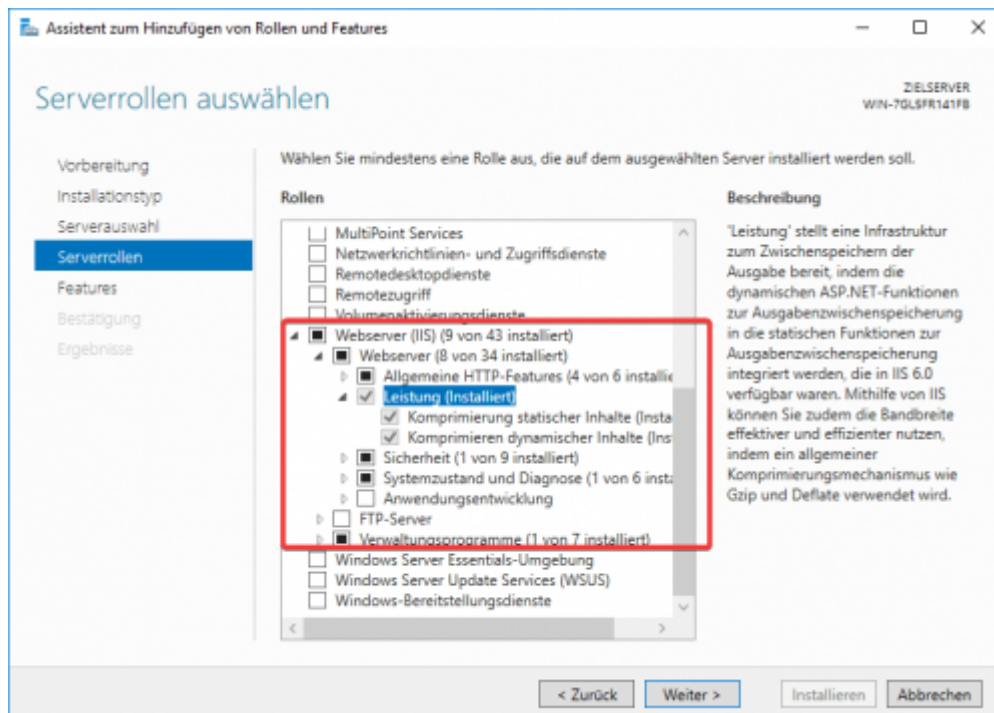 Assistent zum Hinzufügen von Rollen und Features
Serverrollen auswählen
ZIELSERVER
WIN-7GLSFR141FB
Vorbereitung
Installationstyp
Serverauswahl
Serverrollen
Features
Bestätigung
Ergebnisse
Wählen Sie mindestens eine Rolle aus, die auf dem ausgewählten Server installiert werden soll.
Rollen
MultiPoint Services
Netzwerkrichtlinien- und Zugriffsdienste
Remotedesktopdienste
Remotezugriff
Volumenaktivierungsdienste
Webserver (IIS) (9 von 43 installiert)
Webserver (8 von 34 installiert)
Allgemeine HTTP-Features (4 von 6 installie
Leistung (Installiert)
Komprimierung statischer Inhalte (Insta
Komprimieren dynamischer Inhalte (Ins
Sicherheit (1 von 9 installiert)
Systemzustand und Diagnose (1 von 6 insta
Anwendungsentwicklung
FTP-Server
Verwaltungsprogramme (1 von 7 installiert)
Windows Server Essentials-Umgebung
Windows Server Update Services (WSUS)
Windows-Bereitstellungsdienste
Beschreibung
'Leistung' stellt eine Infrastruktur
zum Zwischenspeichern der
Ausgabe bereit, indem die
dynamischen ASP.NET-Funktionen
zur Ausgabenzwischenspeicherung
in die statischen Funktionen zur
Ausgabenzwischenspeicherung
integriert werden, die in IIS 6.0
verfügbar waren. Mithilfe von IIS
können Sie zudem die Bandbreite
effektiver und effizienter nutzen,
indem ein allgemeiner
Komprimierungsmechanismus wie
Gzip und Deflate verwendet wird.
< Zurück
Weiter >
Installieren
Abbrechen